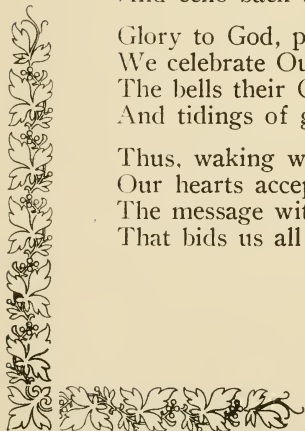 Glory to God, p
We celebrate Ou
The bells their
And tidings of g
Thus, waking w
Our hearts accep
The message wit
That bids us all